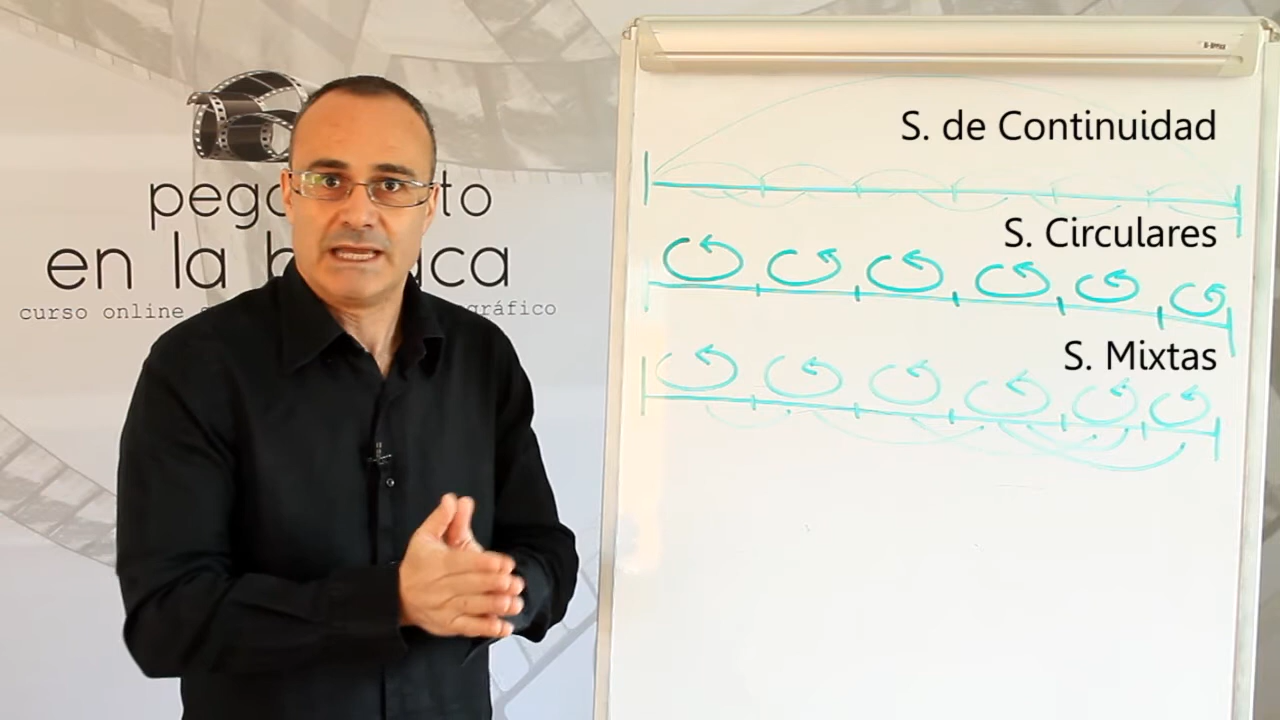 en la
curso online
gráfico
S. de Continuidad
S. Circulares
S. Mixtas